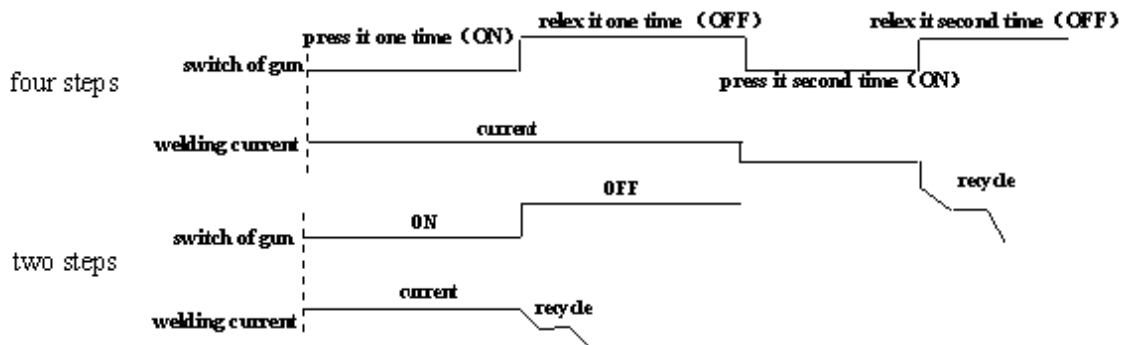 press it one time（ON）
relex it one time（OFF）
relex it second time（OFF）
switch of gun
four steps
press it second time（ON）
current
welding current
recycle
OFF
ON
switch of gun
two steps
current
recycle
welding current